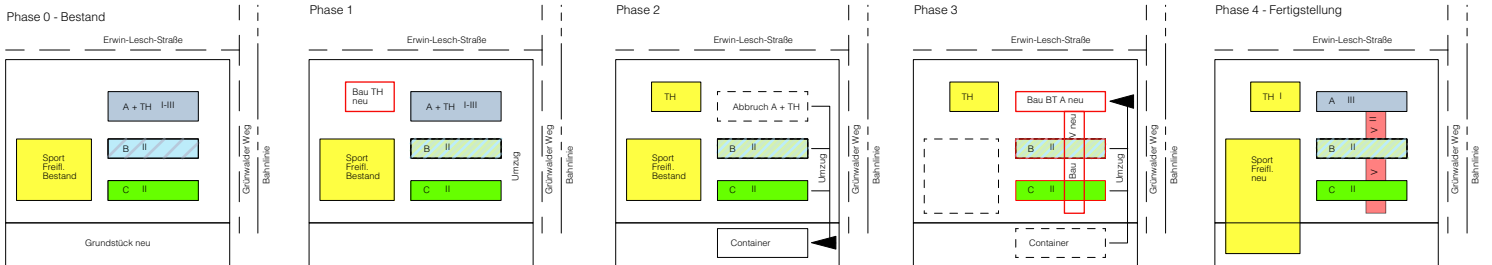 Phase 0 - Bestand
Erwin-Lesch-Straße
A + TH I-III
B II
Sport
Freifl.
Bestand
C II
Grundstück neu
Grünwalder Weg
Bahnlinie
Phase 1
Erwin-Lesch-Straße
Bau TH
neu
A + TH I-III
B II
Sport
Freifl.
Bestand
C II
Umzug
Grünwalder Weg
Bahnlinie
Phase 2
Erwin-Lesch-Straße
TH
Abbruch A + TH
B II
Sport
Freifl.
Bestand
C II
Umzug
Container
Grünwalder Weg
Bahnlinie
Phase 3
Erwin-Lesch-Straße
TH
Bau BT A neu
B II
C II
Bau V neu
Umzug
Container
Grünwalder Weg
Bahnlinie
Phase 4 - Fertigstellung
Erwin-Lesch-Straße
TH I
A III
V II
B II
Sport
Freifl.
neu
V
C II
Grünwalder Weg
Bahnlinie